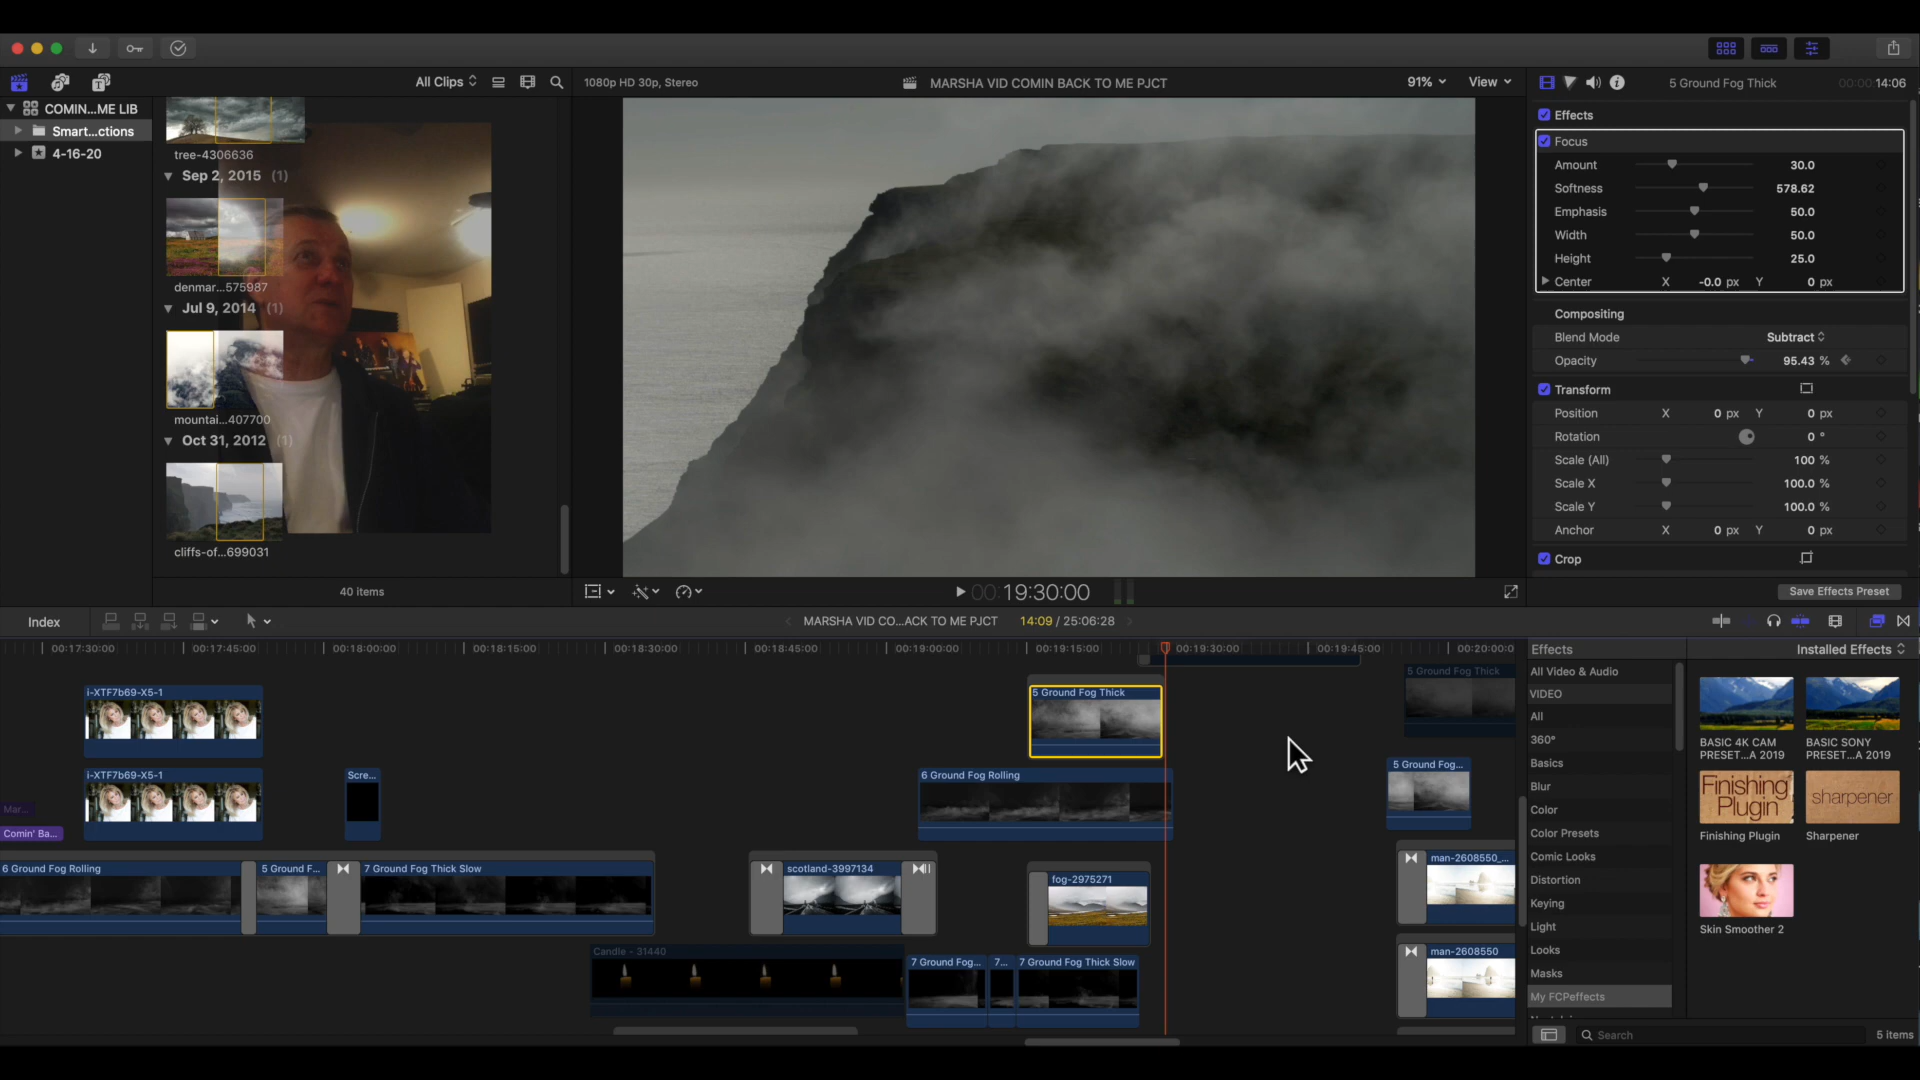 All Clips
1080p HD 30p, Stereo
MARSHA VID COMIN BACK TO ME PJCT
91%
View
5 Ground Fog Thick
00:00:14:06
COMIN...ME LIB
Smart...ctions
4-16-20
tree-4306636
Sep 2, 2015 (1)
denmar...575987
Jul 9, 2014 (1)
mountai...407700
Oct 31, 2012 (1)
cliffs-of...699031
40 items
00:19:30:00
Effects
Focus
Amount 30.0
Softness 578.62
Emphasis 50.0
Width 50.0
Height 25.0
Center X -0.0 px Y 0 px
Compositing
Blend Mode Subtract
Opacity 95.43 %
Transform
Position X 0 px Y 0 px
Rotation 0 °
Scale (All) 100 %
Scale X 100.0 %
Scale Y 100.0 %
Anchor X 0 px Y 0 px
Crop
Save Effects Preset
Index
MARSHA VID CO...ACK TO ME PJCT
14:09 / 25:06:28
00:17:30:00
00:17:45:00
00:18:00:00
00:18:15:00
00:18:30:00
00:18:45:00
00:19:00:00
00:19:15:00
00:19:30:00
00:19:45:00
00:20:00:0
i-XTF7b69-X5-1
5 Ground Fog Thick
5 Ground Fog Thick
i-XTF7b69-X5-1
Scre...
6 Ground Fog Rolling
5 Ground Fog...
Mar...
Comin' Ba...
6 Ground Fog Rolling
5 Ground F...
7 Ground Fog Thick Slow
scotland-3997134
fog-2975271
man-2608550_...
Candle - 31440
7 Ground Fog...
7...
7 Ground Fog Thick Slow
man-2608550
Effects
Installed Effects
All Video & Audio
VIDEO
All
360°
Basics
Blur
Color
Color Presets
Comic Looks
Distortion
Keying
Light
Looks
Masks
My FCPeffects
BASIC 4K CAM
PRESET...A 2019
BASIC SONY
PRESET...A 2019
Finishing
Plugin
Finishing Plugin
sharpener
Sharpener
Skin Smoother 2
Search
5 items